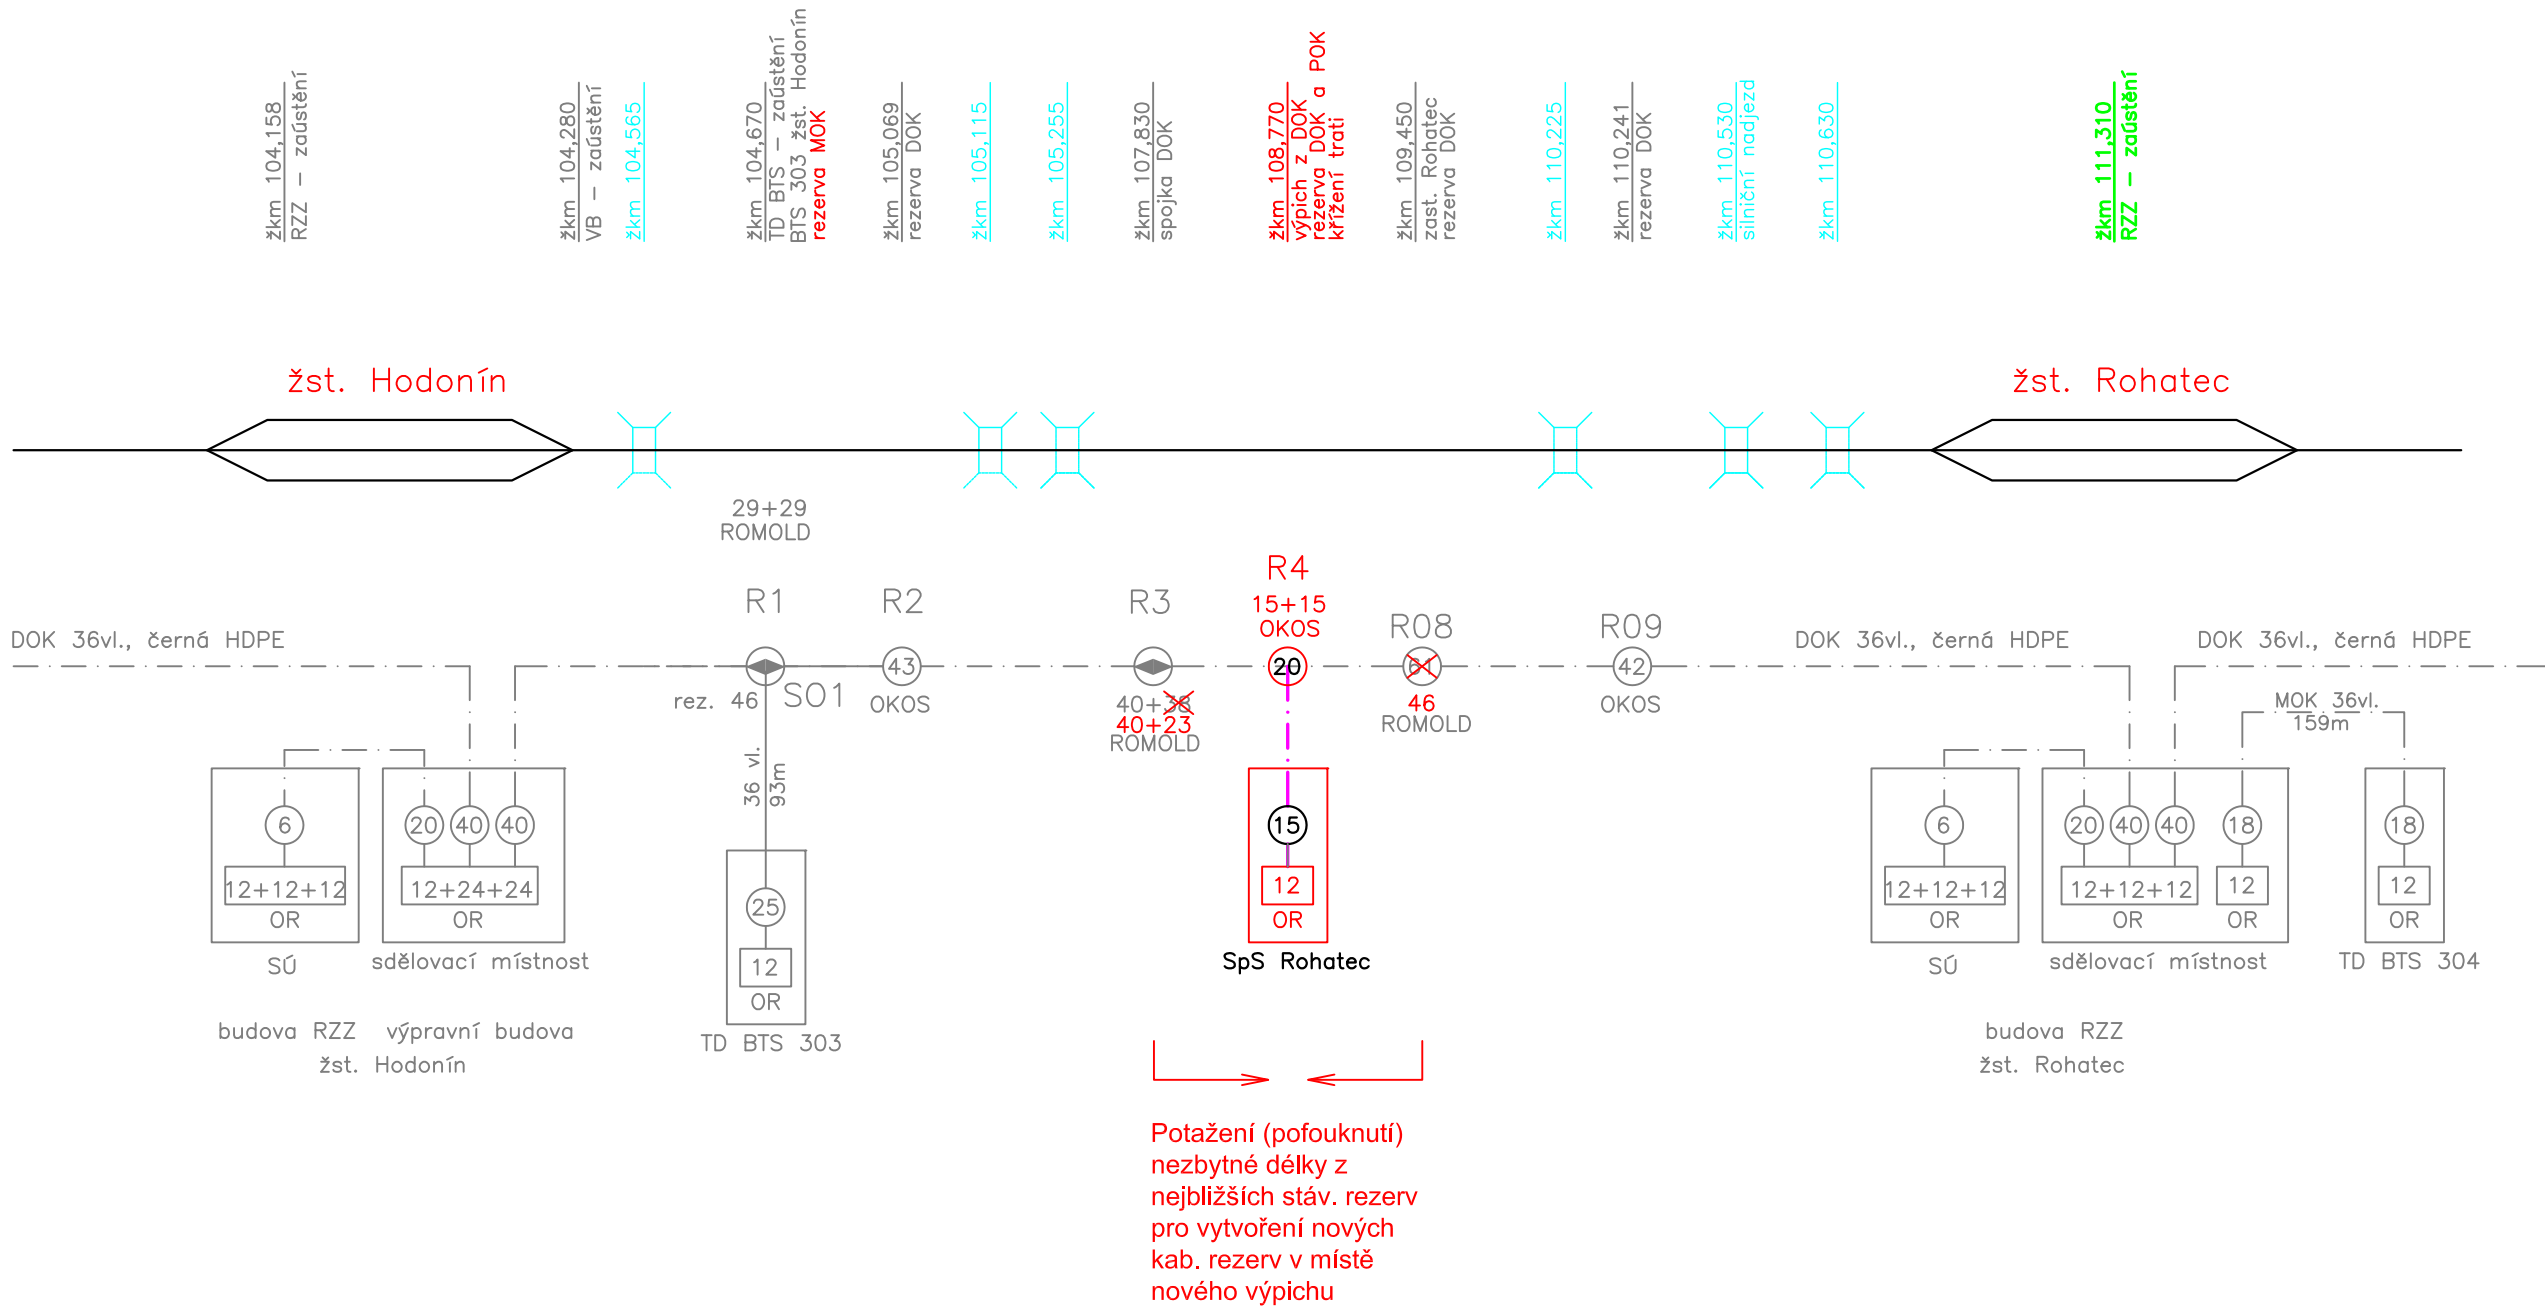 žkm 104,158
RZZ – zaústění
žkm 104,280
VB – zaústění
žkm 104,565
žkm 104,670
TD BTS – zaústění
BTS 303 žst. Hodonín
rezerva MOK
žkm 105,069
rezerva DOK
žkm 105,115
žkm 105,255
žkm 107,830
spojka DOK
žkm 108,770
výpich z DOK
rezerva DOK a POK
křížení trati
žkm 109,450
zast. Rohatec
rezerva DOK
žkm 110,225
žkm 110,241
rezerva DOK
žkm 110,530
silniční nadjezd
žkm 110,630
žkm 111,310
RZZ – zaústění
žst. Hodonín
žst. Rohatec
29+29
ROMOLD
R1
R2
R3
R4
15+15
OKOS
R08
R09
DOK 36vl., černá HDPE
DOK 36vl., černá HDPE
DOK 36vl., černá HDPE
43
20
61
42
rez. 46
SO1
OKOS
40+38
40+23
ROMOLD
46
ROMOLD
OKOS
MOK 36vl.
159m
36 vl.
93m
6
20
40
40
15
6
20
40
40
18
18
12+12+12
OR
12+24+24
OR
25
12
OR
12
OR
12+12+12
OR
12+12+12
OR
12
OR
12
OR
SÚ
sdělovací místnost
SpS Rohatec
SÚ
sdělovací místnost
TD BTS 304
budova RZZ
výpravní budova
žst. Hodonín
TD BTS 303
budova RZZ
žst. Rohatec
Potažení (pofouknutí)
nezbytné délky z
nejbližších stáv. rezerv
pro vytvoření nových
kab. rezerv v místě
nového výpichu